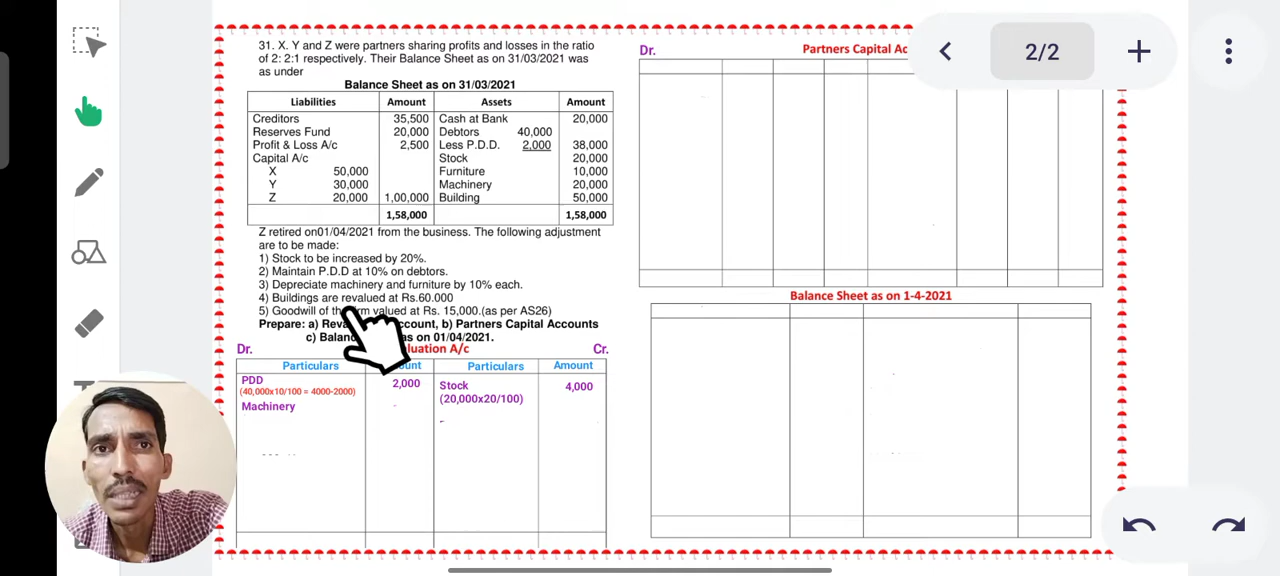 31. X. Y and Z were partners sharing profits and losses in the ratio
of 2: 2:1 respectively. Their Balance Sheet as on 31/03/2021 was
as under
Balance Sheet as on 31/03/2021
Liabilities Amount Assets Amount
Creditors 35,500 Cash at Bank 20,000
Reserves Fund 20,000 Debtors 40,000
Profit & Loss A/c 2,500 Less P.D.D. 2,000 38,000
Capital A/c Stock 20,000
X 50,000 Furniture 10,000
Y 30,000 Machinery 20,000
Z 20,000 1,00,000 Building 50,000
1,58,000 1,58,000
Z retired on01/04/2021 from the business. The following adjustment
are to be made:
1) Stock to be increased by 20%.
2) Maintain P.D.D at 10% on debtors.
3) Depreciate machinery and furniture by 10% each.
4) Buildings are revalued at Rs.60.000
5) Goodwill of th rm valued at Rs. 15,000.(as per AS26)
Prepare: a) Reva ccount, b) Partners Capital Accounts
c) Balan as on 01/04/2021.
Dr. luation A/c Cr.
Particulars ount Particulars Amount
PDD 2,000 Stock 4,000
(40,000x10/100 = 4000-2000) (20,000x20/100)
Machinery
Dr. Partners Capital Ac
Balance Sheet as on 1-4-2021
2/2